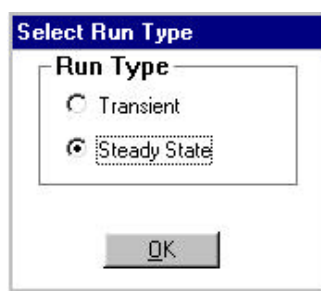 Select Run Type
Run Type
Transient
Steady State
OK